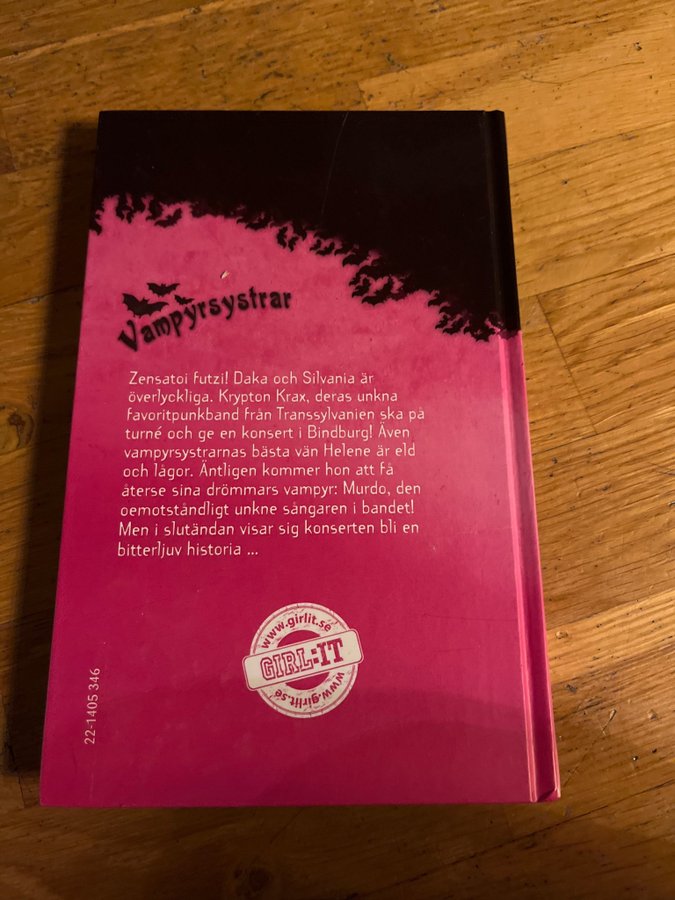 Vampyrsystrar
Zensatoi futzi! Daka och Silvania är
överlyckliga. Krypton Krax, deras unkna
favoritpunkband från Transsylvanien ska på
turné och ge en konsert i Bindburg! Även
vampyrsystrarnas bästa vän Helene är eld
och lågor. Äntligen kommer hon att få
återse sina drömmars vampyr: Murdo, den
oemotståndligt unkne sångaren i bandet!
Men i slutändan visar sig konserten bli en
bitterljuv historia ...
www.girlit.se
GIRL:IT
www.girlit.se
22-1405 346